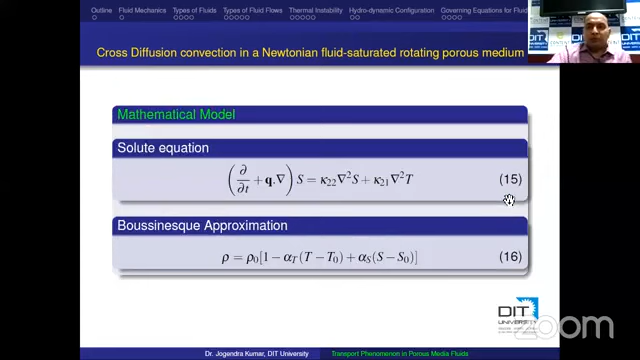 Outline Fluid Mechanics Types of Fluids Types of Fluid Flows Thermal Instability Hydro-dynamic Configuration Governing Equations for Fluid
Cross Diffusion convection in a Newtonian fluid-saturated rotating porous medium
Mathematical Model
Solute equation
(∂/∂t + q.∇) S = κ22∇²S + κ21∇²T (15)
Boussinesque Approximation
ρ = ρ0[1 − αT(T − T0) + αS(S − S0)] (16)
DIT
UNIVERSITY
zoom
Dr. Jogendra Kumar, DIT University Transport Phenomenon in Porous Media Fluids